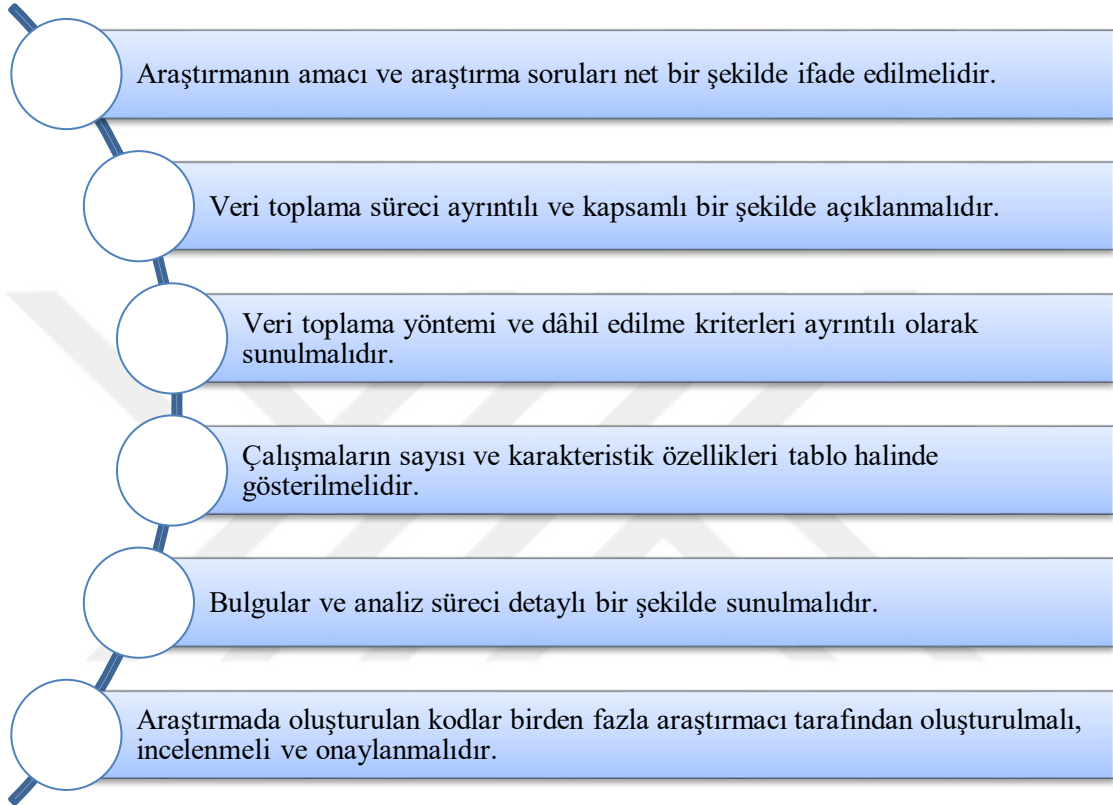 Araştırmanın amacı ve araştırma soruları net bir şekilde ifade edilmelidir.
Veri toplama süreci ayrıntılı ve kapsamlı bir şekilde açıklanmalıdır.
Veri toplama yöntemi ve dâhil edilme kriterleri ayrıntılı olarak
sunulmalıdır.
Çalışmaların sayısı ve karakteristik özellikleri tablo halinde
gösterilmelidir.
Bulgular ve analiz süreci detaylı bir şekilde sunulmalıdır.
Araştırmada oluşturulan kodlar birden fazla araştırmacı tarafından oluşturulmalı,
incelenmeli ve onaylanmalıdır.